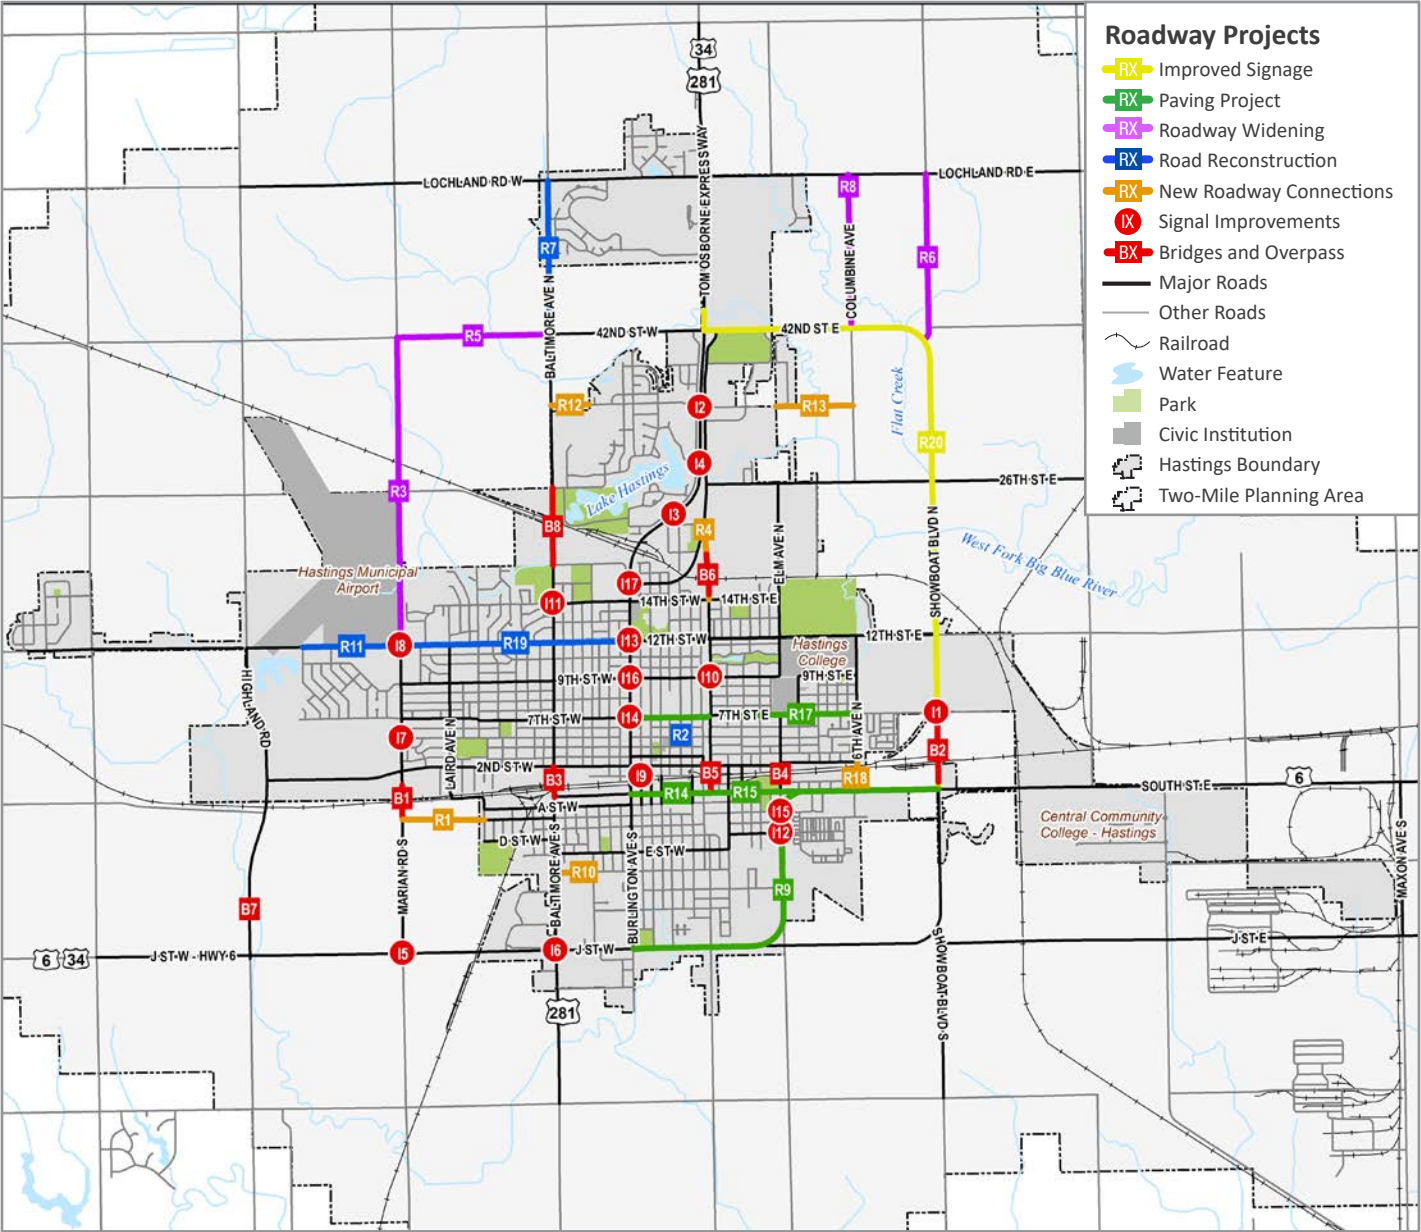 Roadway Projects
RX Improved Signage
RX Paving Project
RX Roadway Widening
RX Road Reconstruction
RX New Roadway Connections
IX Signal Improvements
BX Bridges and Overpass
Major Roads
Other Roads
Railroad
Water Feature
Park
Civic Institution
Hastings Boundary
Two-Mile Planning Area
34
281
TOM OSBORNE EXPRESSWAY
LOCHLAND RD W
LOCHLAND RD E
R8
R7
R6
COLUMBINE AVE
BALTIMORE AVE N
R5
42ND ST W
42ND ST E
Flat Creek
R12
I2
R13
R20
I4
Lake Hastings
26TH ST E
R3
B8
I3
R4
ELM AVE N
SHOWBOAT BLVD N
West Fork Big Blue River
Hastings Municipal
Airport
I17
B6
I11
14TH ST W
14TH ST E
R11
I8
R19
I13
12TH ST W
12TH ST E
Hastings
College
HIGHLAND RD
9TH ST W
I16
I10
9TH ST E
LAIRD AVE N
7TH ST W
I14
7TH ST E
R17
I1
I7
R2
6TH AVE N
B2
2ND ST W
B3
I9
B5
B4
R18
6
B1
R14
R15
SOUTH ST E
A ST W
I15
R1
I12
Central Community
College - Hastings
D ST W
E ST W
MARIAN RD S
BALTIMORE AVE S
R10
BURLINGTON AVE S
R9
MAXON AVE S
B7
6
34
J ST W - HWY 6
I5
I6
J ST W
J ST E
SHOWBOAT BLVD S
281